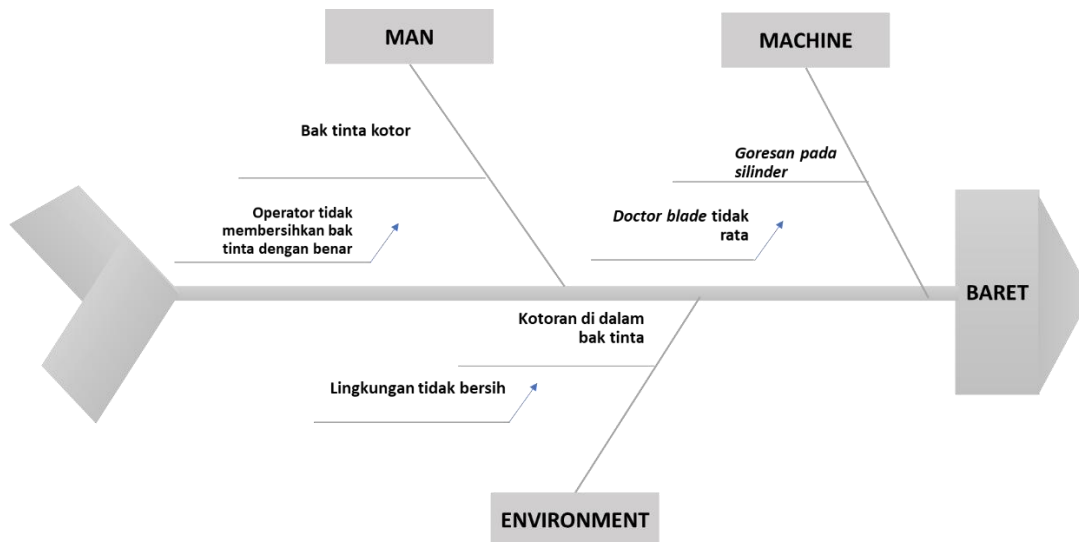 MAN
MACHINE
Bak tinta kotor
Goresan pada
silinder
Operator tidak
membersihkan bak
tinta dengan benar
Doctor blade tidak
rata
BARET
Kotoran di dalam
bak tinta
Lingkungan tidak bersih
ENVIRONMENT